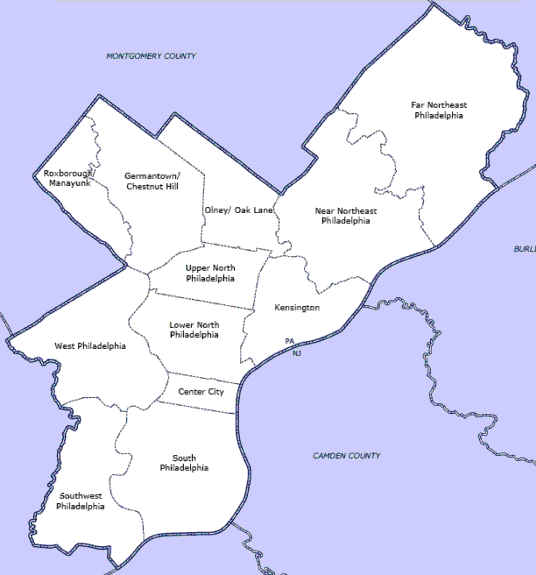 MONTGOMERY COUNTY
Far Northeast
Philadelphia
Roxborough/
Manayunk
Germantown/
Chestnut Hill
Olney/ Oak Lane
Near Northeast
Philadelphia
BURL
Upper North
Philadelphia
Kensington
Lower North
Philadelphia
West Philadelphia
PA
NJ
Center City
CAMDEN COUNTY
South
Philadelphia
Southwest
Philadelphia